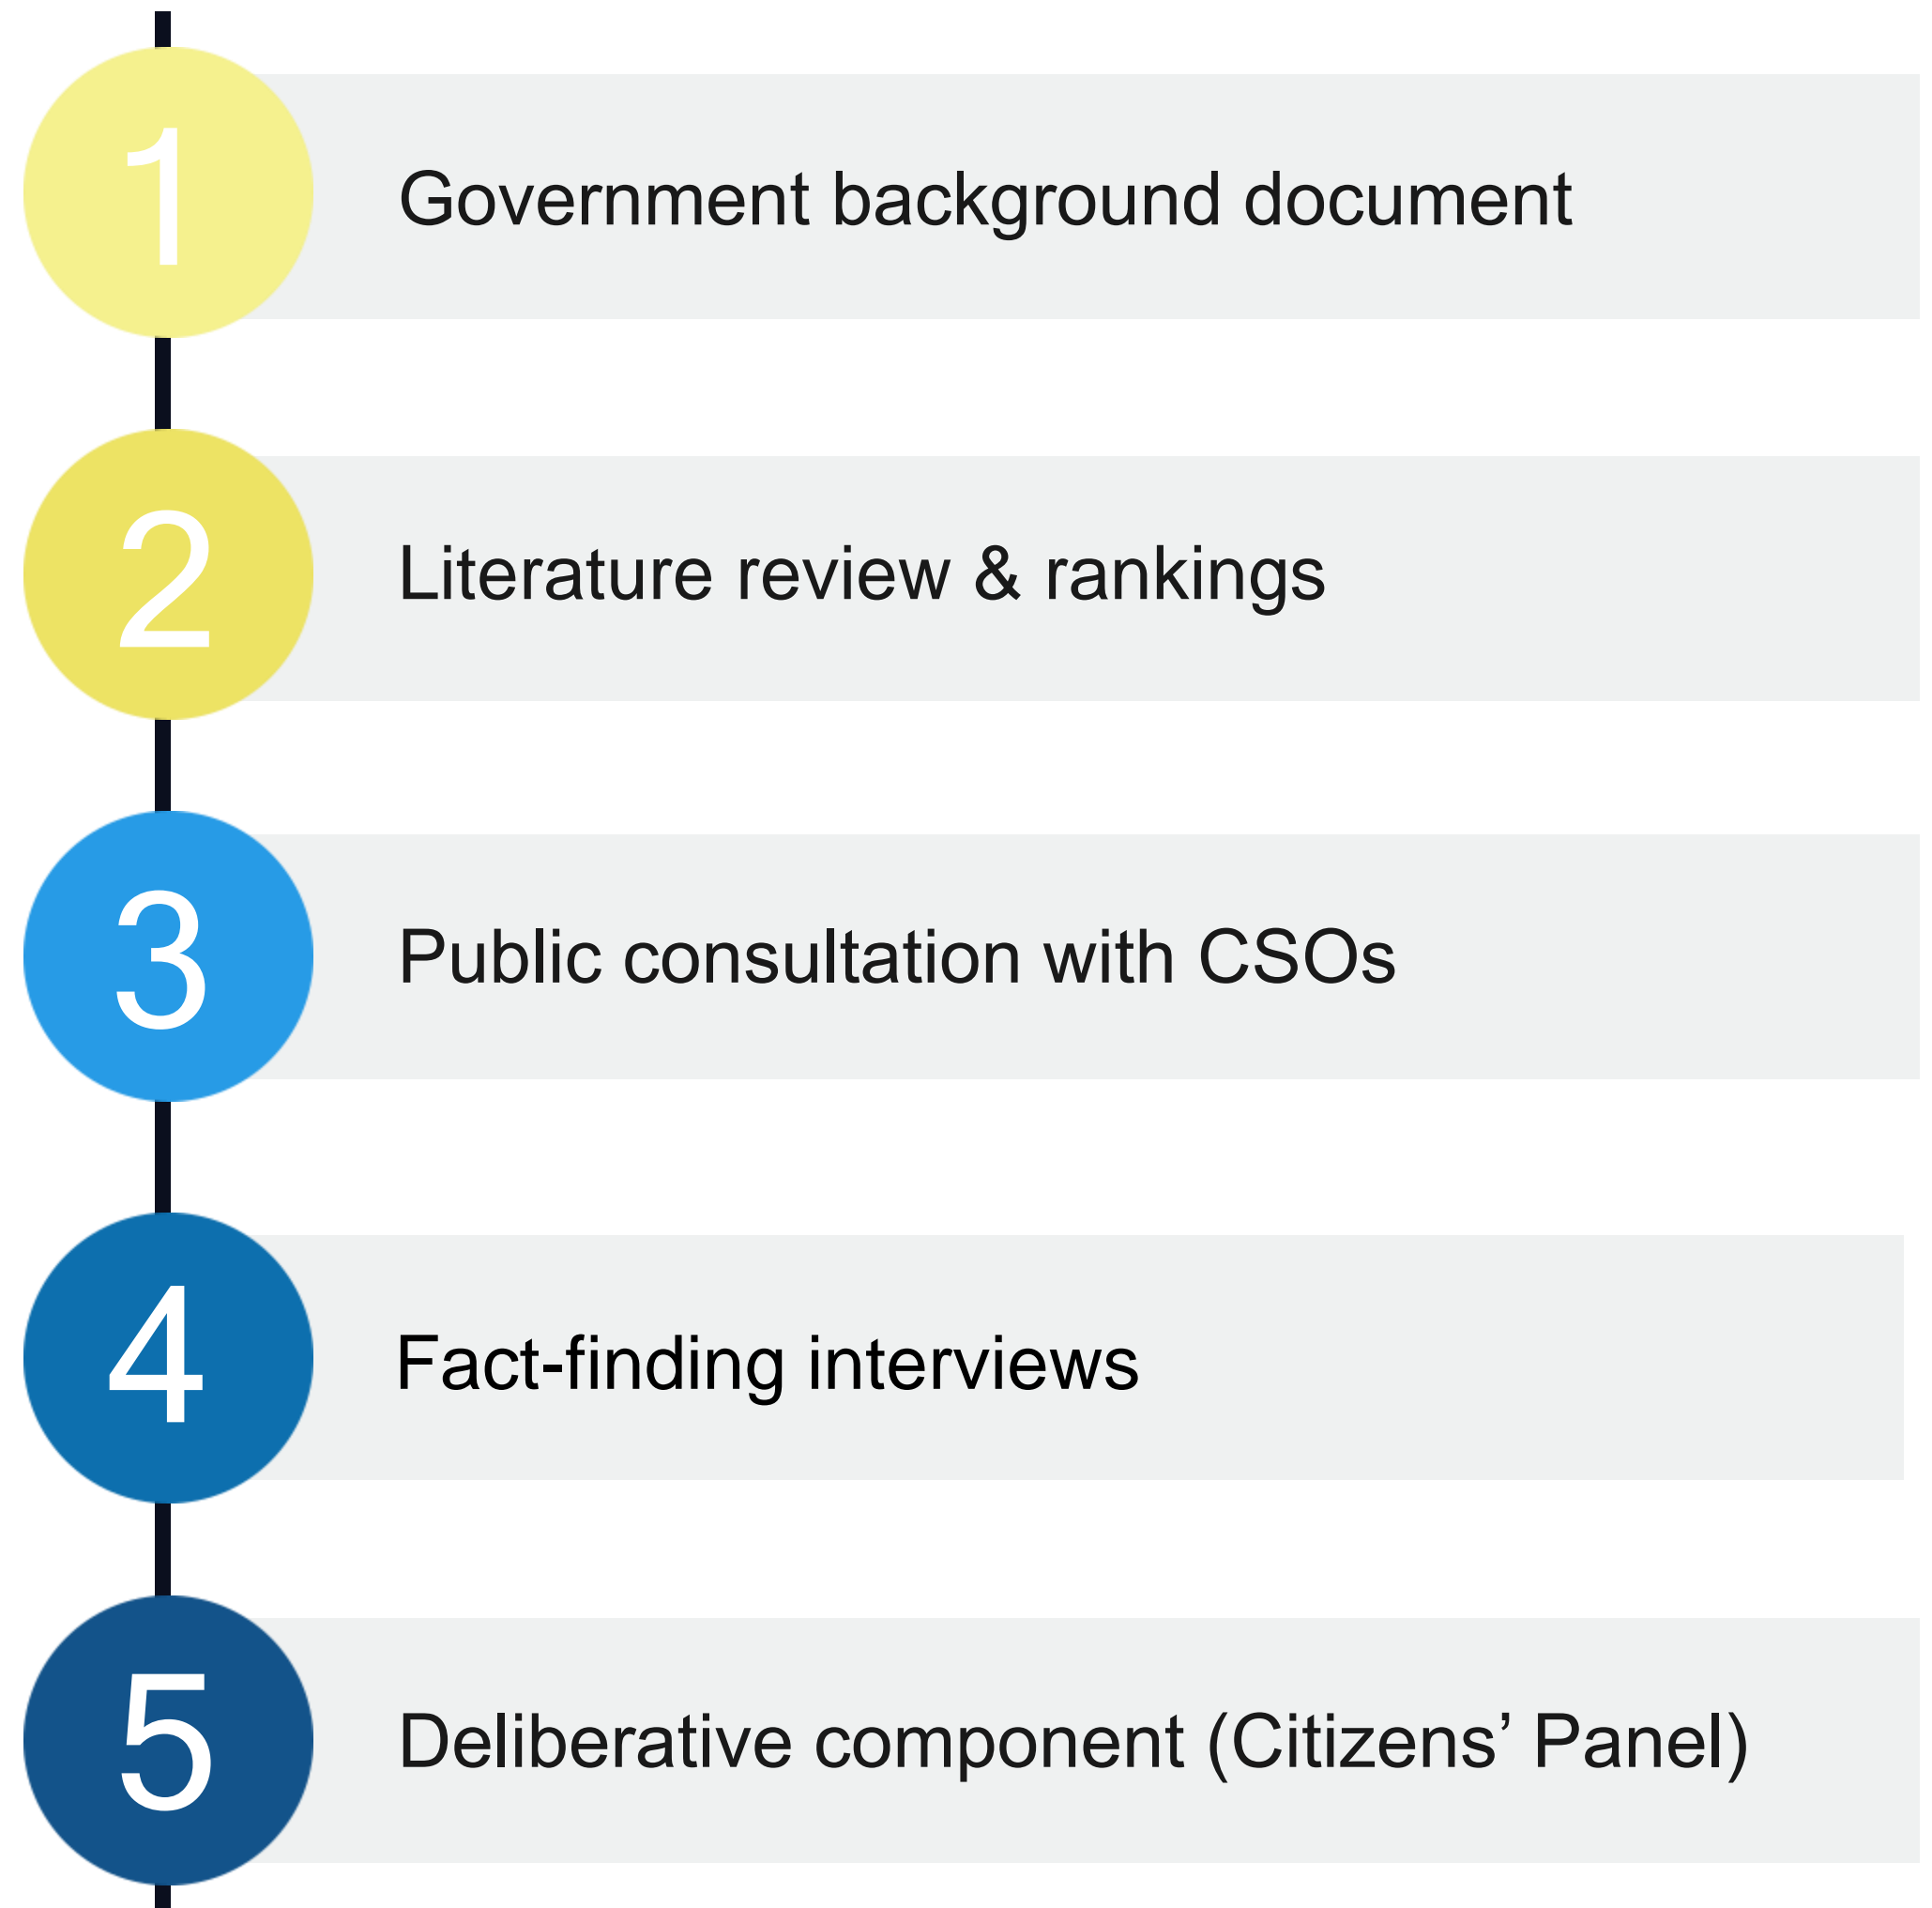 1
Government background document
2
Literature review & rankings
3
Public consultation with CSOs
4
Fact-finding interviews
5
Deliberative component (Citizens’ Panel)